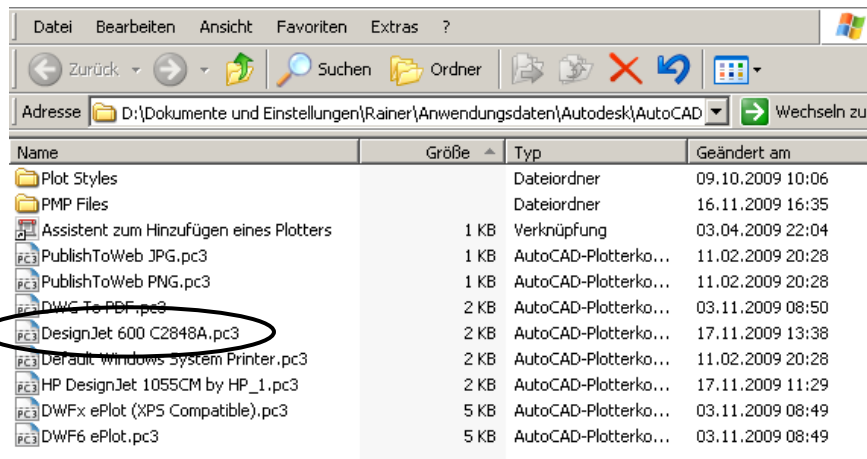 Datei Bearbeiten Ansicht Favoriten Extras ?
Zurück Suchen Ordner
Adresse D:\Dokumente und Einstellungen\Rainer\Anwendungsdaten\Autodesk\AutoCAD Wechseln zu
Name Größe Typ Geändert am
Plot Styles Dateiordner 09.10.2009 10:06
PMP Files Dateiordner 16.11.2009 16:35
Assistent zum Hinzufügen eines Plotters 1 KB Verknüpfung 03.04.2009 22:04
PublishToWeb JPG.pc3 1 KB AutoCAD-Plotterko... 11.02.2009 20:28
PublishToWeb PNG.pc3 1 KB AutoCAD-Plotterko... 11.02.2009 20:28
DWG To PDF.pc3 2 KB AutoCAD-Plotterko... 03.11.2009 08:50
DesignJet 600 C2848A.pc3 2 KB AutoCAD-Plotterko... 17.11.2009 13:38
Default Windows System Printer.pc3 2 KB AutoCAD-Plotterko... 11.02.2009 20:28
HP DesignJet 1055CM by HP_1.pc3 2 KB AutoCAD-Plotterko... 17.11.2009 11:29
DWFx ePlot (XPS Compatible).pc3 5 KB AutoCAD-Plotterko... 03.11.2009 08:49
DWF6 ePlot.pc3 5 KB AutoCAD-Plotterko... 03.11.2009 08:49